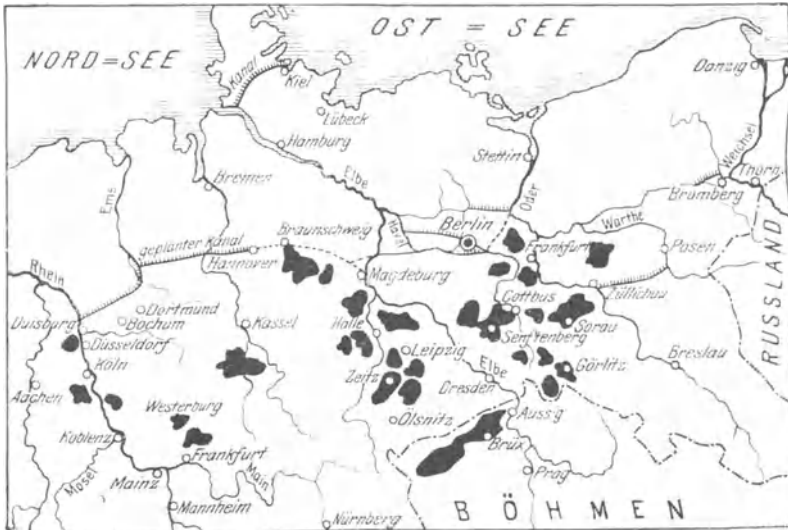 OST = SEE
NORD = SEE
Kanal
Kiel
Danzig
Lübeck
Hamburg
Stettin
Weichsel
Thorn
Bromberg
Elbe
Bremen
Ems
Oder
Warthe
Havel
Berlin
Braunschweig
geplanter Kanal
Hannover
Frankfurt
Posen
RUSSLAND
Rhein
Magdeburg
Züllichau
Dortmund
Bochum
Kassel
Cottbus
Duisburg
Halle
Sorau
Senftenberg
Düsseldorf
Leipzig
Köln
Elbe
Görlitz
Breslau
Zeitz
Dresden
Aachen
Westerburg
Ölsnitz
Aussig
Koblenz
Brüx
Frankfurt
Mosel
Mainz
Main
Prag
Mannheim
Nürnberg
BÖHMEN